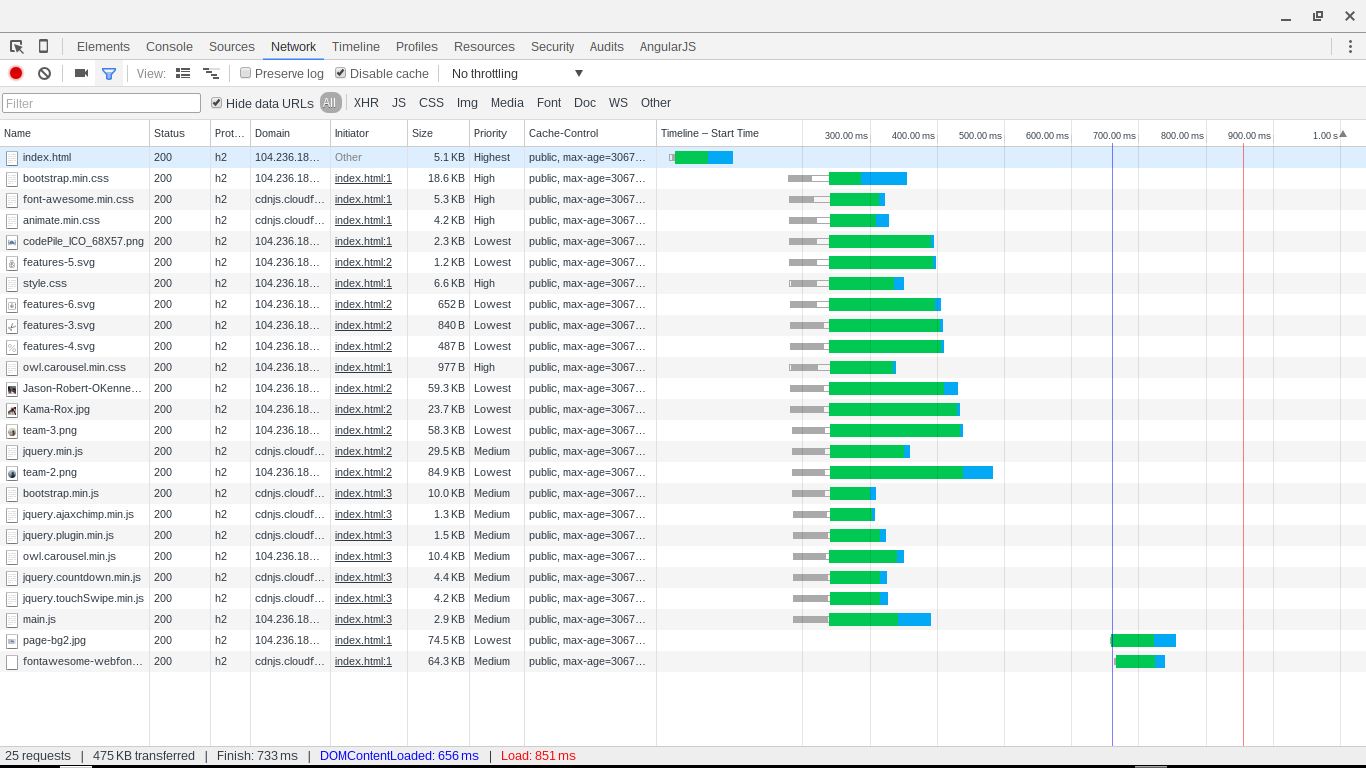 Elements Console Sources Network Timeline Profiles Resources Security Audits AngularJS
View: Preserve log Disable cache No throttling
Filter Hide data URLs All XHR JS CSS Img Media Font Doc WS Other
Name Status Prot… Domain Initiator Size Priority Cache-Control Timeline – Start Time 300.00 ms 400.00 ms 500.00 ms 600.00 ms 700.00 ms 800.00 ms 900.00 ms 1.00 s
index.html 200 h2 104.236.18… Other 5.1 KB Highest public, max-age=3067…
bootstrap.min.css 200 h2 104.236.18… index.html:1 18.6 KB High public, max-age=3067…
font-awesome.min.css 200 h2 cdnjs.cloudf… index.html:1 5.3 KB High public, max-age=3067…
animate.min.css 200 h2 cdnjs.cloudf… index.html:1 4.2 KB High public, max-age=3067…
codePile_ICO_68X57.png 200 h2 104.236.18… index.html:1 2.3 KB Lowest public, max-age=3067…
features-5.svg 200 h2 104.236.18… index.html:2 1.2 KB Lowest public, max-age=3067…
style.css 200 h2 104.236.18… index.html:1 6.6 KB High public, max-age=3067…
features-6.svg 200 h2 104.236.18… index.html:2 652 B Lowest public, max-age=3067…
features-3.svg 200 h2 104.236.18… index.html:2 840 B Lowest public, max-age=3067…
features-4.svg 200 h2 104.236.18… index.html:2 487 B Lowest public, max-age=3067…
owl.carousel.min.css 200 h2 104.236.18… index.html:1 977 B High public, max-age=3067…
Jason-Robert-OKenne… 200 h2 104.236.18… index.html:2 59.3 KB Lowest public, max-age=3067…
Kama-Rox.jpg 200 h2 104.236.18… index.html:2 23.7 KB Lowest public, max-age=3067…
team-3.png 200 h2 104.236.18… index.html:2 58.3 KB Lowest public, max-age=3067…
jquery.min.js 200 h2 cdnjs.cloudf… index.html:2 29.5 KB Medium public, max-age=3067…
team-2.png 200 h2 104.236.18… index.html:2 84.9 KB Lowest public, max-age=3067…
bootstrap.min.js 200 h2 cdnjs.cloudf… index.html:3 10.0 KB Medium public, max-age=3067…
jquery.ajaxchimp.min.js 200 h2 cdnjs.cloudf… index.html:3 1.3 KB Medium public, max-age=3067…
jquery.plugin.min.js 200 h2 cdnjs.cloudf… index.html:3 1.5 KB Medium public, max-age=3067…
owl.carousel.min.js 200 h2 104.236.18… index.html:3 10.4 KB Medium public, max-age=3067…
jquery.countdown.min.js 200 h2 cdnjs.cloudf… index.html:3 4.4 KB Medium public, max-age=3067…
jquery.touchSwipe.min.js 200 h2 cdnjs.cloudf… index.html:3 4.2 KB Medium public, max-age=3067…
main.js 200 h2 104.236.18… index.html:3 2.9 KB Medium public, max-age=3067…
page-bg2.jpg 200 h2 104.236.18… index.html:1 74.5 KB Lowest public, max-age=3067…
fontawesome-webfon… 200 h2 cdnjs.cloudf… index.html:1 64.3 KB Medium public, max-age=3067…
25 requests | 475 KB transferred | Finish: 733 ms | DOMContentLoaded: 656 ms | Load: 851 ms